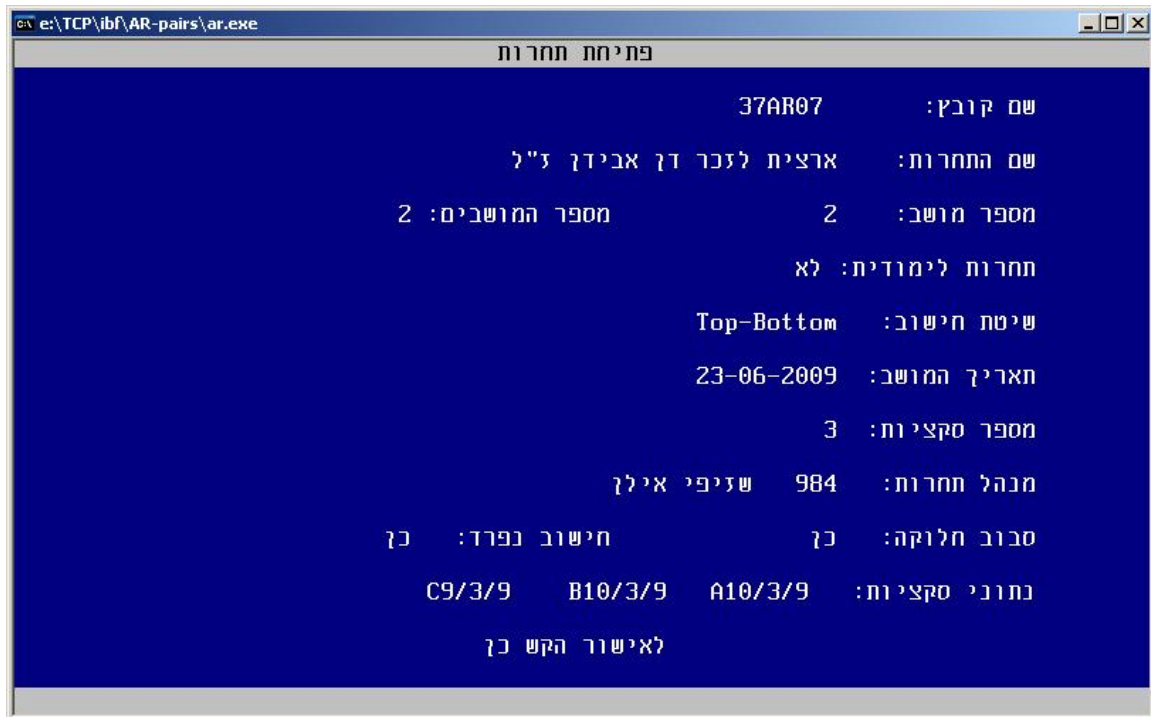 e:\TCP\ibf\AR-pairs\ar.exe
פתיחת תחרות
שם קובץ: 37AR07
שם התחרות: ארצית לזכר דן אבידן ז"ל
מספר מושב: 2 מספר המושבים: 2
תחרות לימודית: לא
שיטת חישוב: Top-Bottom
תאריך המושב: 23-06-2009
מספר סקציות: 3
מנהל תחרות: 984 שזיפי אילן
סבוב חלוקה: כן חישוב נפרד: כן
נתוני סקציות: A10/3/9 B10/3/9 C9/3/9
לאישור הקש כן